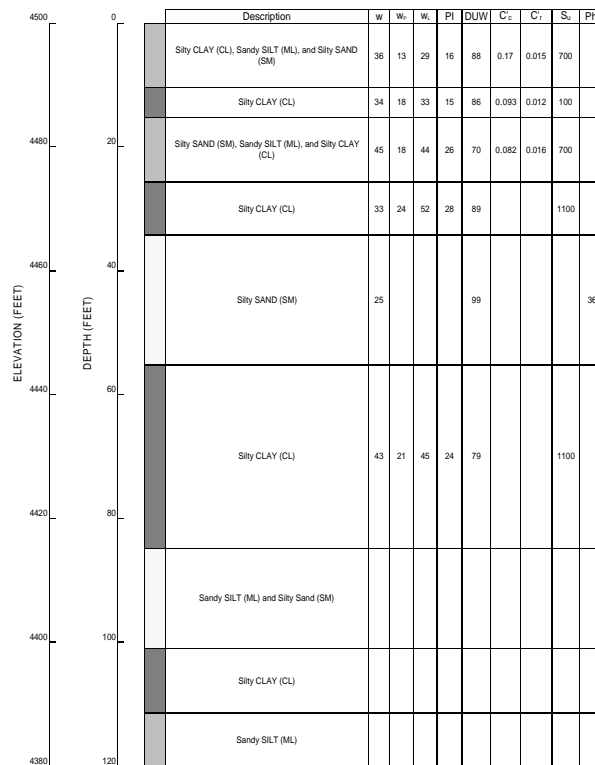 4500 0 Description w wP wL PI DUW C'c C'r Su Ph
Silty CLAY (CL), Sandy SILT (ML), and Silty SAND
(SM)
36 13 29 16 88 0.17 0.015 700
Silty CLAY (CL) 34 18 33 15 86 0.093 0.012 100
4480 20
Silty SAND (SM), Sandy SILT (ML), and Silty CLAY
(CL)
45 18 44 26 70 0.082 0.016 700
Silty CLAY (CL) 33 24 52 28 89 1100
4460 40
Silty SAND (SM) 25 99 36
ELEVATION (FEET)
DEPTH (FEET)
4440 60
Silty CLAY (CL) 43 21 45 24 79 1100
4420 80
Sandy SILT (ML) and Silty Sand (SM)
4400 100
Silty CLAY (CL)
Sandy SILT (ML)
4380 120